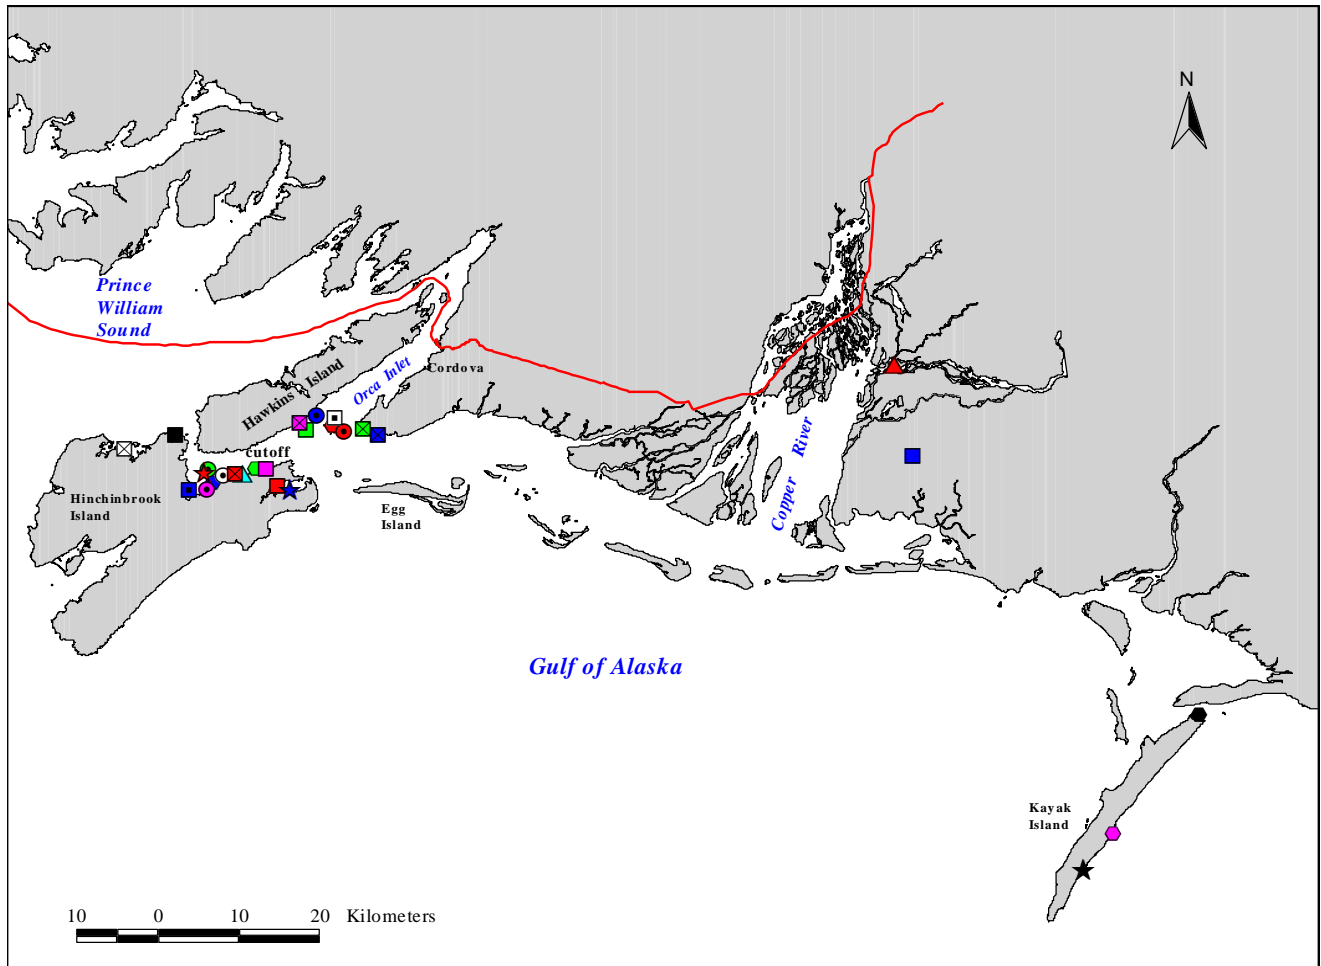 N
Prince
William
Sound
Hawkins Island
Orca Inlet
Cordova
cutoff
Hinchinbrook
Island
Egg
Island
Copper River
Gulf of Alaska
Kayak
Island
10 0 10 20 Kilometers